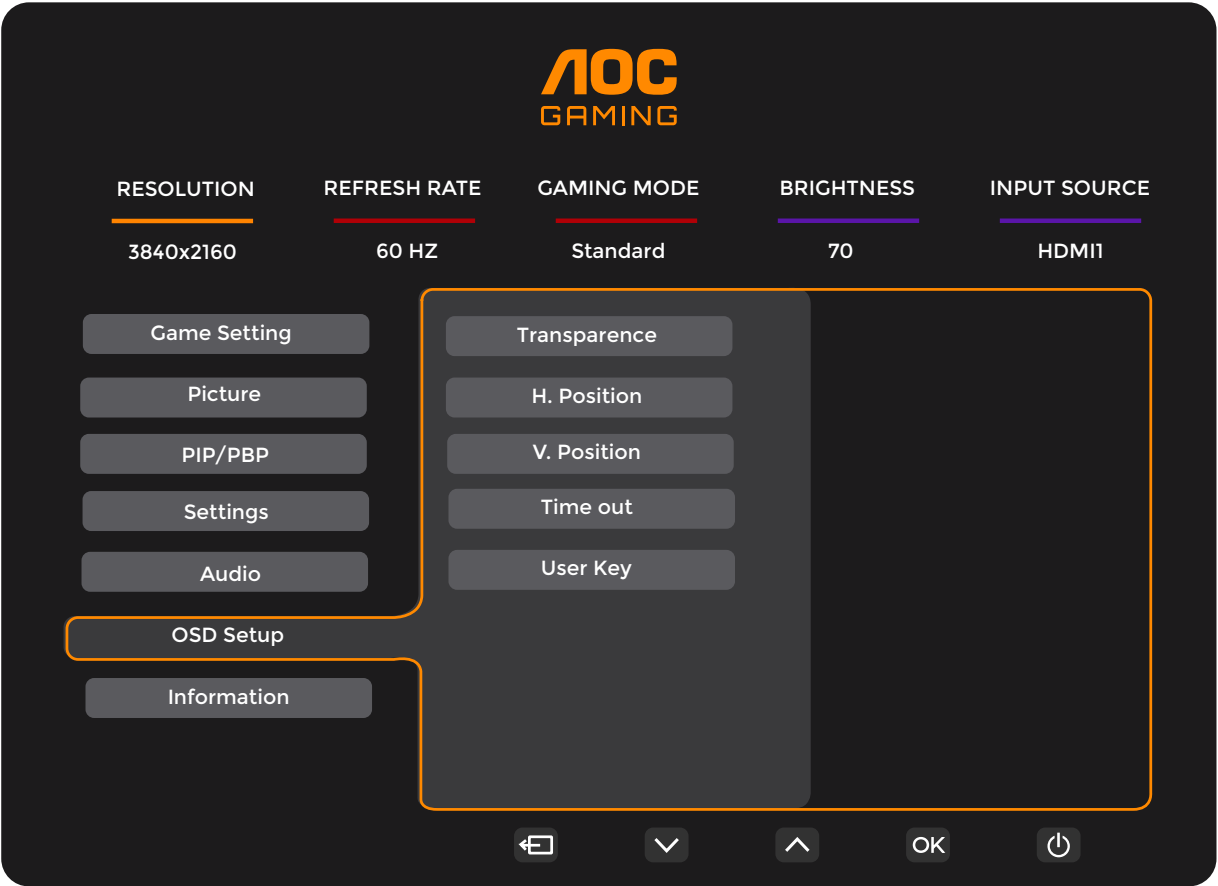 AOC
GAMING
RESOLUTION REFRESH RATE GAMING MODE BRIGHTNESS INPUT SOURCE
3840x2160 60 HZ Standard 70 HDMI1
Game Setting
Picture
PIP/PBP
Settings
Audio
OSD Setup
Information
Transparence
H. Position
V. Position
Time out
User Key
OK